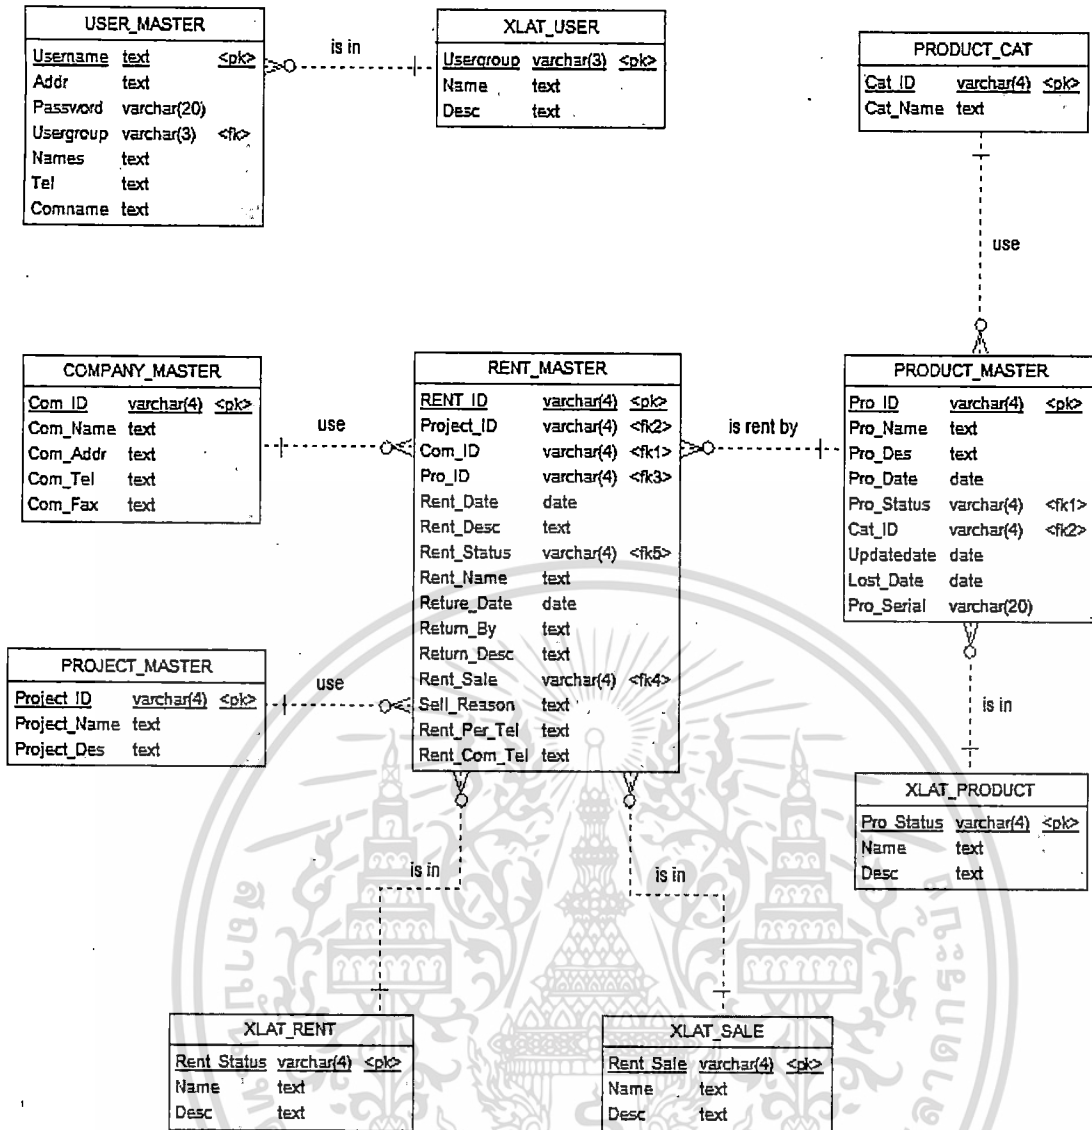 USER_MASTER
Username text <pk>
Addr text
Password varchar(20)
Usergroup varchar(3) <fk>
Names text
Tel text
Comname text
is in
XLAT_USER
Usergroup varchar(3) <pk>
Name text
Desc text
PRODUCT_CAT
Cat_ID varchar(4) <pk>
Cat_Name text
use
COMPANY_MASTER
Com_ID varchar(4) <pk>
Com_Name text
Com_Addr text
Com_Tel text
Com_Fax text
use
RENT_MASTER
RENT_ID varchar(4) <pk>
Project_ID varchar(4) <fk2>
Com_ID varchar(4) <fk1>
Pro_ID varchar(4) <fk3>
Rent_Date date
Rent_Desc text
Rent_Status varchar(4) <fk5>
Rent_Name text
Reture_Date date
Return_By text
Return_Desc text
Rent_Sale varchar(4) <fk4>
Sell_Reason text
Rent_Per_Tel text
Rent_Com_Tel text
is rent by
PRODUCT_MASTER
Pro_ID varchar(4) <pk>
Pro_Name text
Pro_Des text
Pro_Date date
Pro_Status varchar(4) <fk1>
Cat_ID varchar(4) <fk2>
Updatedate date
Lost_Date date
Pro_Serial varchar(20)
PROJECT_MASTER
Project_ID varchar(4) <pk>
Project_Name text
Project_Des text
use
is in
XLAT_PRODUCT
Pro_Status varchar(4) <pk>
Name text
Desc text
is in
is in
XLAT_RENT
Rent_Status varchar(4) <pk>
Name text
Desc text
XLAT_SALE
Rent_Sale varchar(4) <pk>
Name text
Desc text